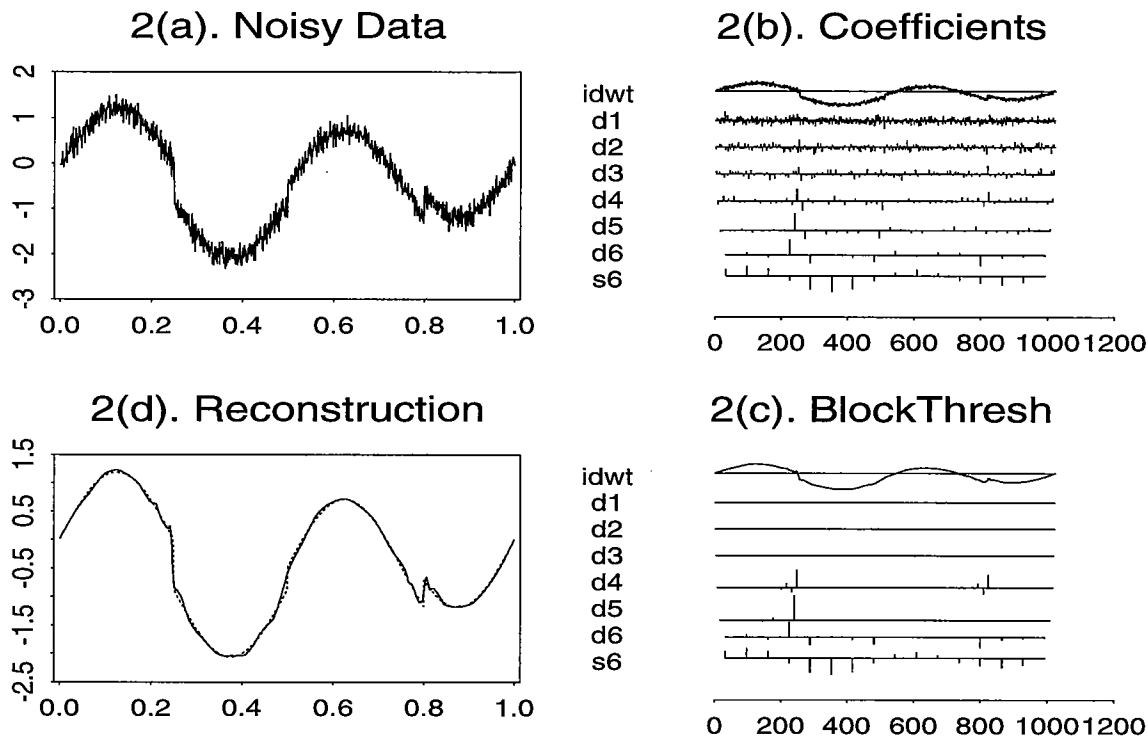 2(a). Noisy Data
2
1
0
-1
-2
-3
0.0 0.2 0.4 0.6 0.8 1.0
2(b). Coefficients
idwt
d1
d2
d3
d4
d5
d6
s6
0 200 400 600 800 1000 1200
2(d). Reconstruction
1.5
0.5
-0.5
-1.5
-2.5
0.0 0.2 0.4 0.6 0.8 1.0
2(c). BlockThresh
idwt
d1
d2
d3
d4
d5
d6
s6
0 200 400 600 800 1000 1200